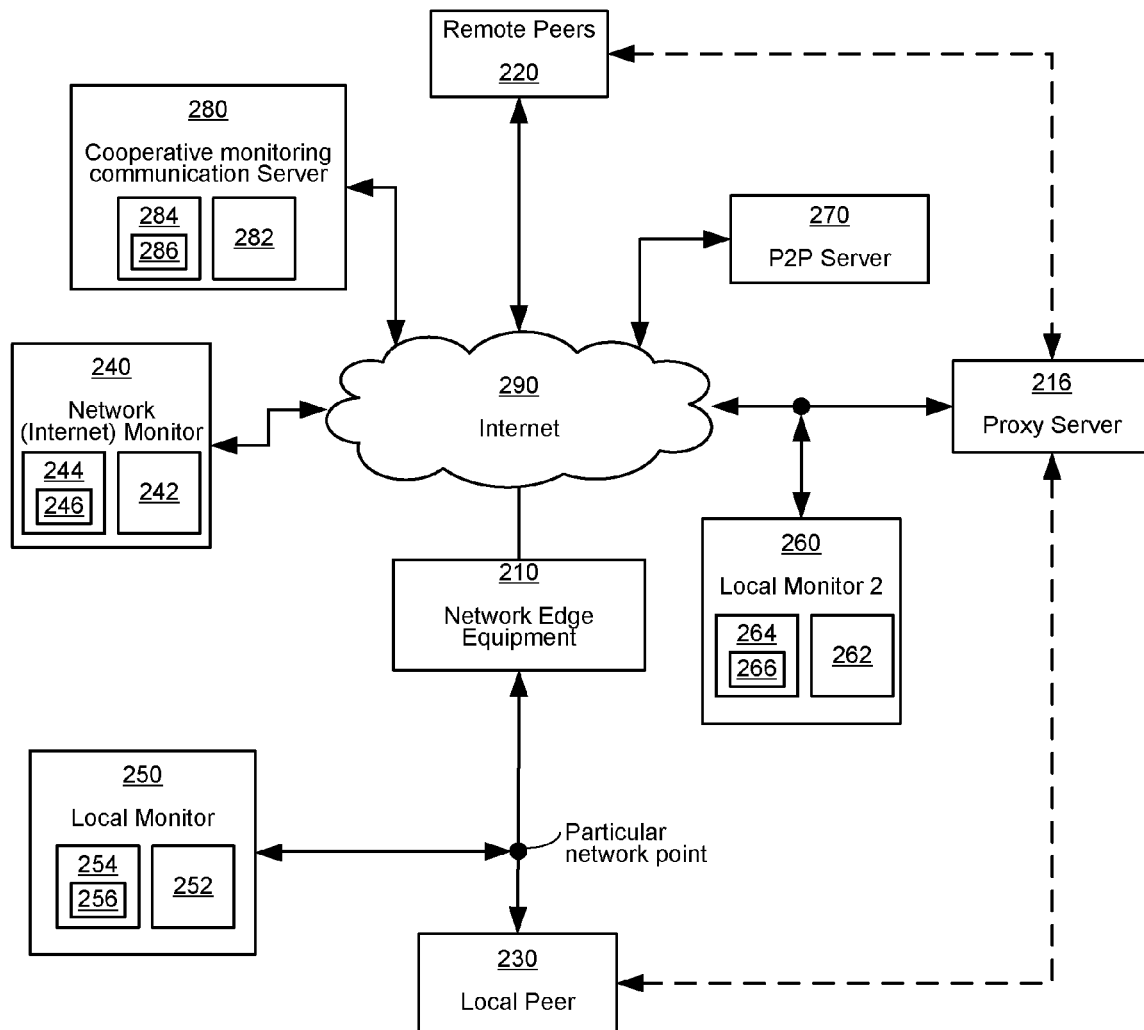 Remote Peers
220
280
Cooperative monitoring
communication Server
284
286
282
270
P2P Server
240
Network
(Internet) Monitor
244
246
242
290
Internet
216
Proxy Server
210
Network Edge
Equipment
260
Local Monitor 2
264
266
262
250
Local Monitor
254
256
252
Particular
network point
230
Local Peer